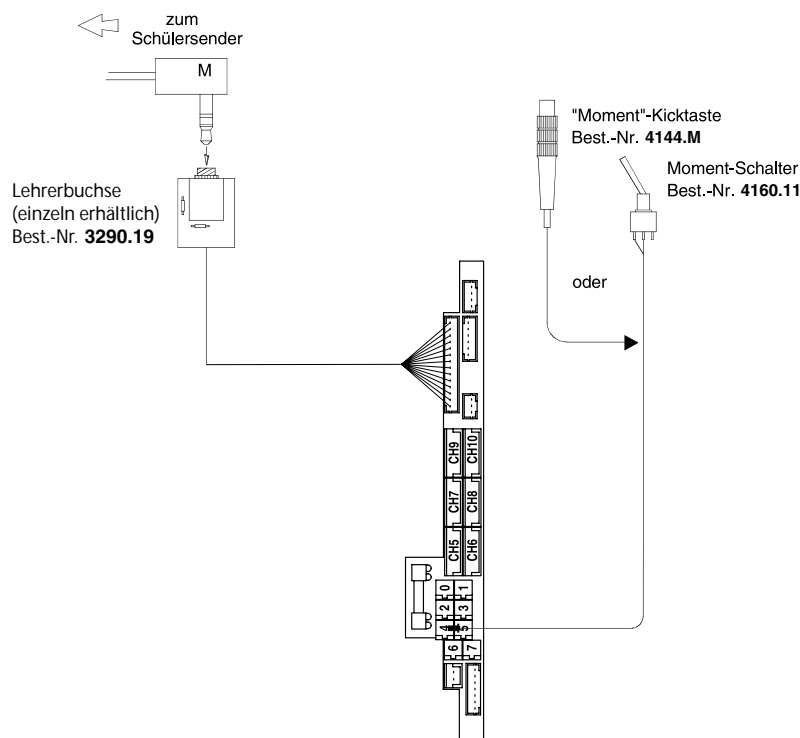 zum
Schülersender
M
"Moment"-Kicktaste
Best.-Nr. 4144.M
Moment-Schalter
Best.-Nr. 4160.11
Lehrerbuchse
(einzeln erhältlich)
Best.-Nr. 3290.19
oder
CH9 CH10
CH7 CH8
CH5 CH6
0 1
2 3
4 5
6 7